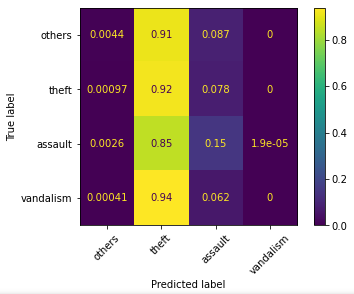 others 0.0044 0.91 0.087 0
theft 0.00097 0.92 0.078 0
assault 0.0026 0.85 0.15 1.9e-05
vandalism 0.00041 0.94 0.062 0
others theft assault vandalism
True label
Predicted label
0.8
0.6
0.4
0.2
0.0